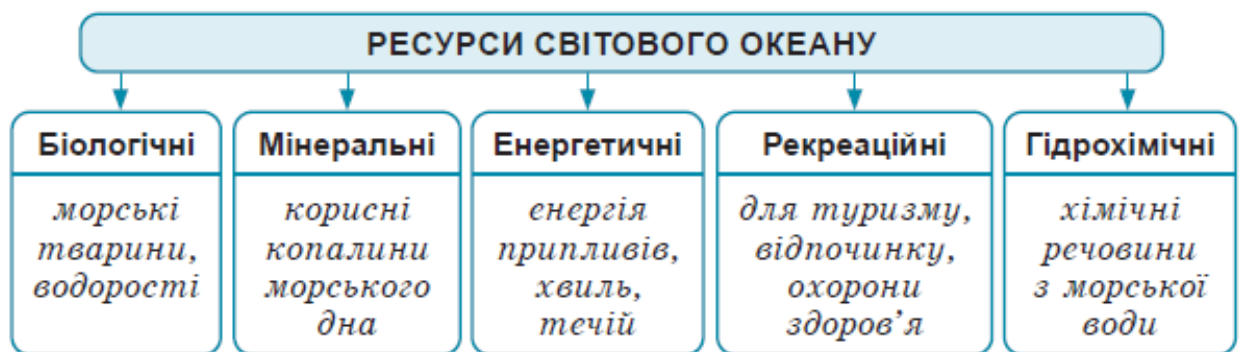 РЕСУРСИ СВІТОВОГО ОКЕАНУ
Біологічні
морські
тварини,
водорості
Мінеральні
корисні
копалини
морського
дна
Енергетичні
енергія
припливів,
хвиль,
течій
Рекреаційні
для туризму,
відпочинку,
охорони
здоров’я
Гідрохімічні
хімічні
речовини
з морської
води